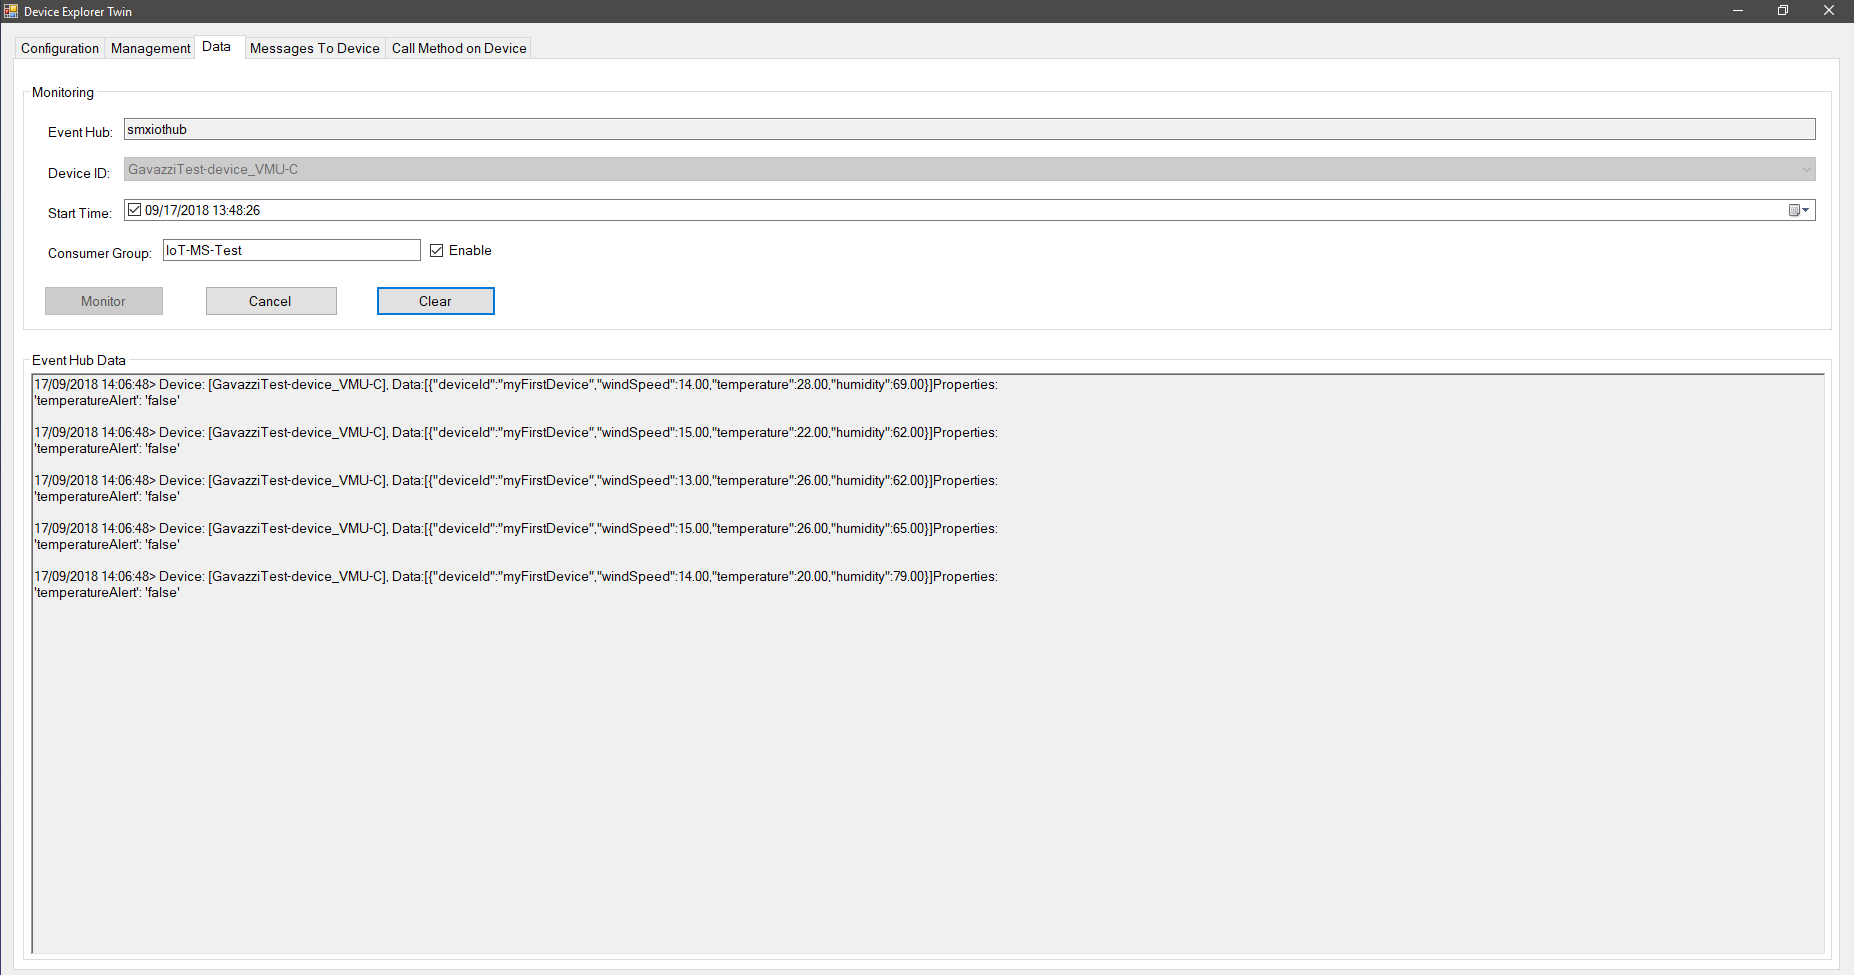 Device Explorer Twin
Configuration Management Data Messages To Device Call Method on Device
Monitoring
Event Hub: smxiothub
Device ID: GavazziTest-device_VMU-C
Start Time: 09/17/2018 13:48:26
Consumer Group: IoT-MS-Test Enable
Monitor Cancel Clear
Event Hub Data
17/09/2018 14:06:48> Device: [GavazziTest-device_VMU-C], Data:[{"deviceId":"myFirstDevice","windSpeed":14.00,"temperature":28.00,"humidity":69.00}]Properties:
'temperatureAlert': 'false'
17/09/2018 14:06:48> Device: [GavazziTest-device_VMU-C], Data:[{"deviceId":"myFirstDevice","windSpeed":15.00,"temperature":22.00,"humidity":62.00}]Properties:
'temperatureAlert': 'false'
17/09/2018 14:06:48> Device: [GavazziTest-device_VMU-C], Data:[{"deviceId":"myFirstDevice","windSpeed":13.00,"temperature":26.00,"humidity":62.00}]Properties:
'temperatureAlert': 'false'
17/09/2018 14:06:48> Device: [GavazziTest-device_VMU-C], Data:[{"deviceId":"myFirstDevice","windSpeed":15.00,"temperature":26.00,"humidity":65.00}]Properties:
'temperatureAlert': 'false'
17/09/2018 14:06:48> Device: [GavazziTest-device_VMU-C], Data:[{"deviceId":"myFirstDevice","windSpeed":14.00,"temperature":20.00,"humidity":79.00}]Properties:
'temperatureAlert': 'false'